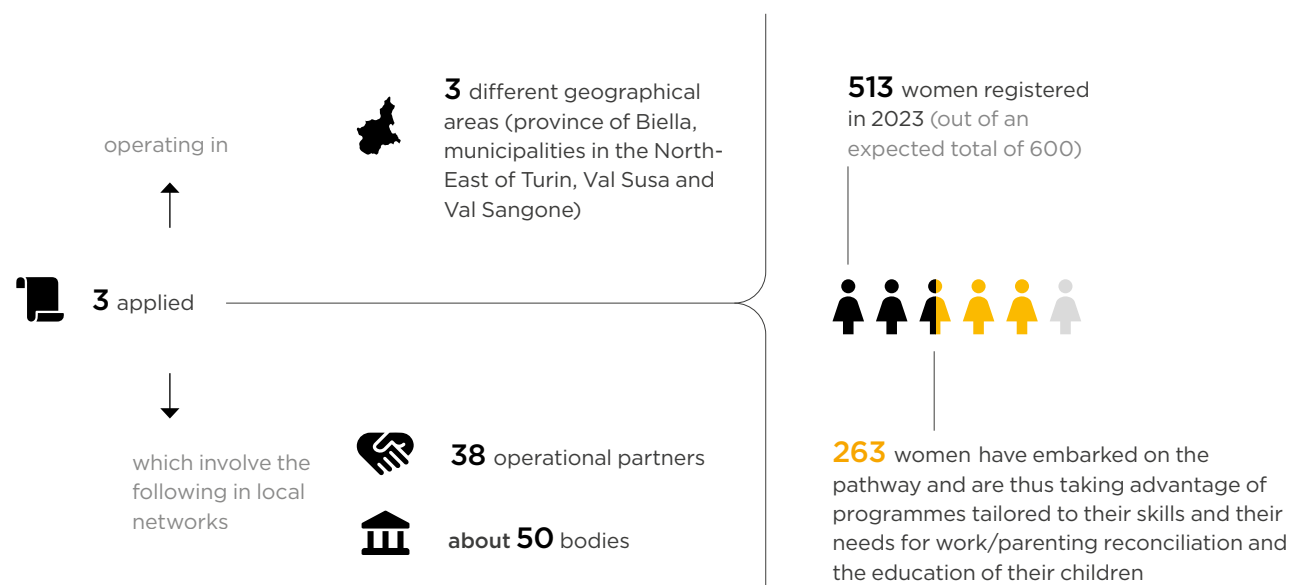 operating in
3 different geographical
areas (province of Biella,
municipalities in the North-
East of Turin, Val Susa and
Val Sangone)
3 applied
which involve the
following in local
networks
38 operational partners
about 50 bodies
513 women registered
in 2023 (out of an
expected total of 600)
263 women have embarked on the
pathway and are thus taking advantage of
programmes tailored to their skills and their
needs for work/parenting reconciliation and
the education of their children